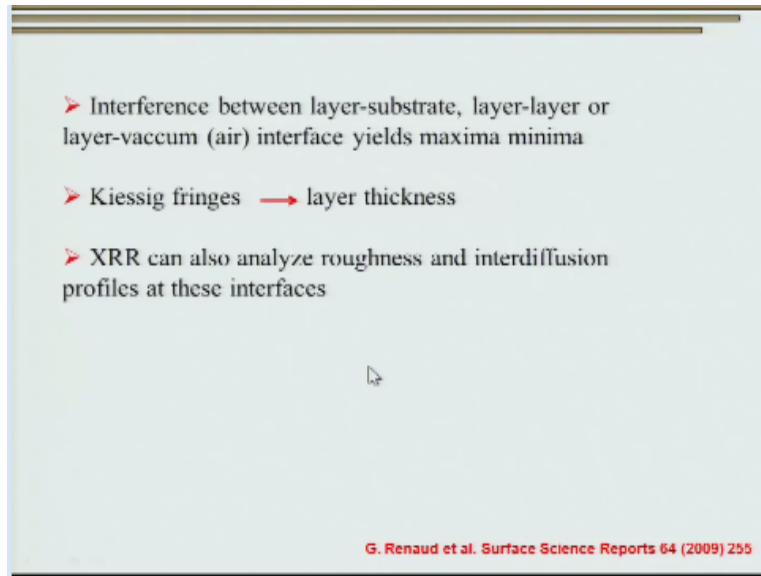 ➢ Interference between layer-substrate, layer-layer or
layer-vaccum (air) interface yields maxima minima
➢ Kiessig fringes → layer thickness
➢ XRR can also analyze roughness and interdiffusion
profiles at these interfaces
G. Renaud et al. Surface Science Reports 64 (2009) 255